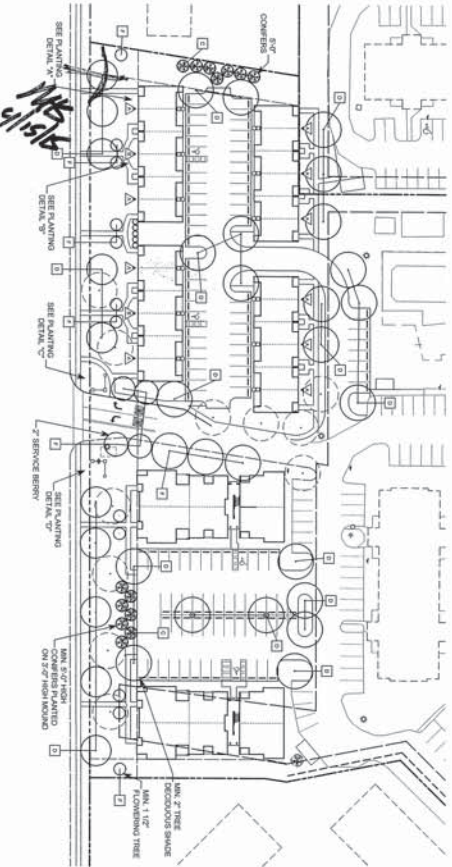 SEE PLANTING
DETAIL "A"
5'-0"
CONIFERS
E
F
D
D
D
D
SEE PLANTING
DETAIL "B"
F
F
D
D
D
F
SEE PLANTING
DETAIL "C"
D
D
2" SERVICE BERRY
F
F
SEE PLANTING
DETAIL "D"
D
D
D
D
G
MIN. 5'-0" HIGH
CONIFERS PLANTED
ON 3'-0" HIGH MOUND
D
MIN. 2" TREE
DECIDUOUS SHADE
MIN. 1 1/2"
FLOWERING TREE
F